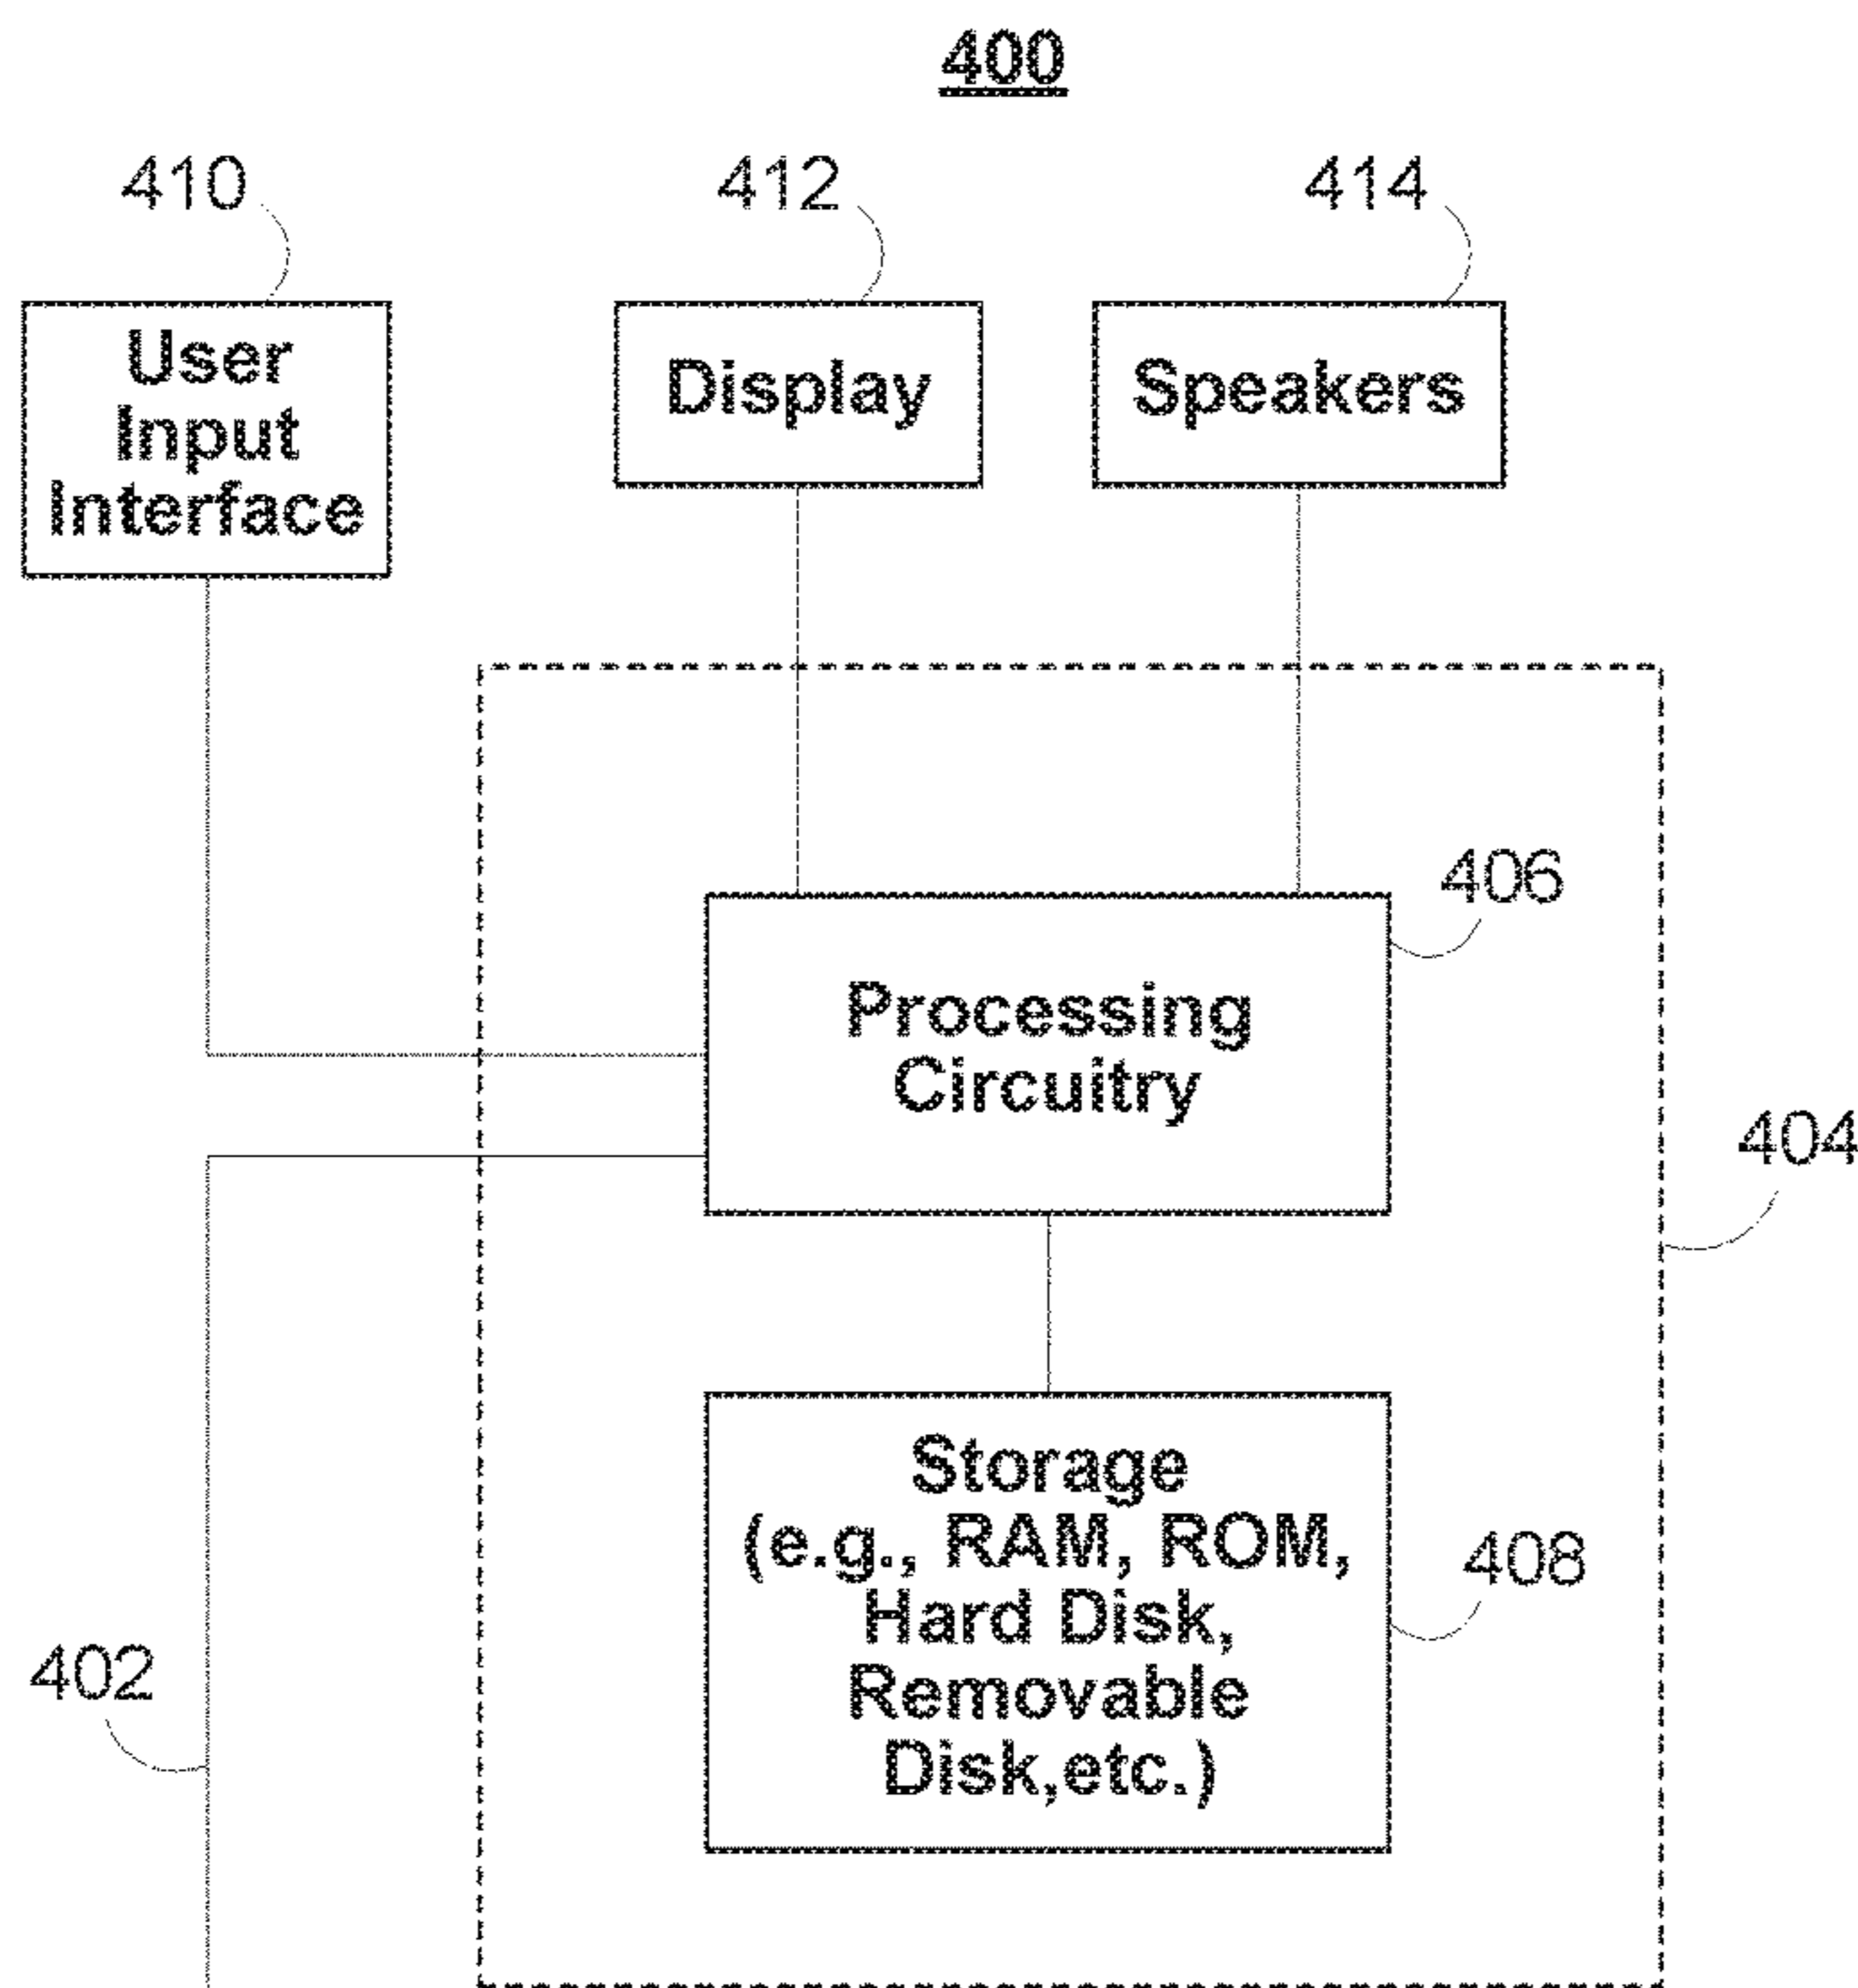 400
410
412
414
User
Input
Interface
Display
Speakers
406
Processing
Circuitry
404
Storage
(e.g., RAM, ROM,
Hard Disk,
Removable
Disk,etc.)
408
402